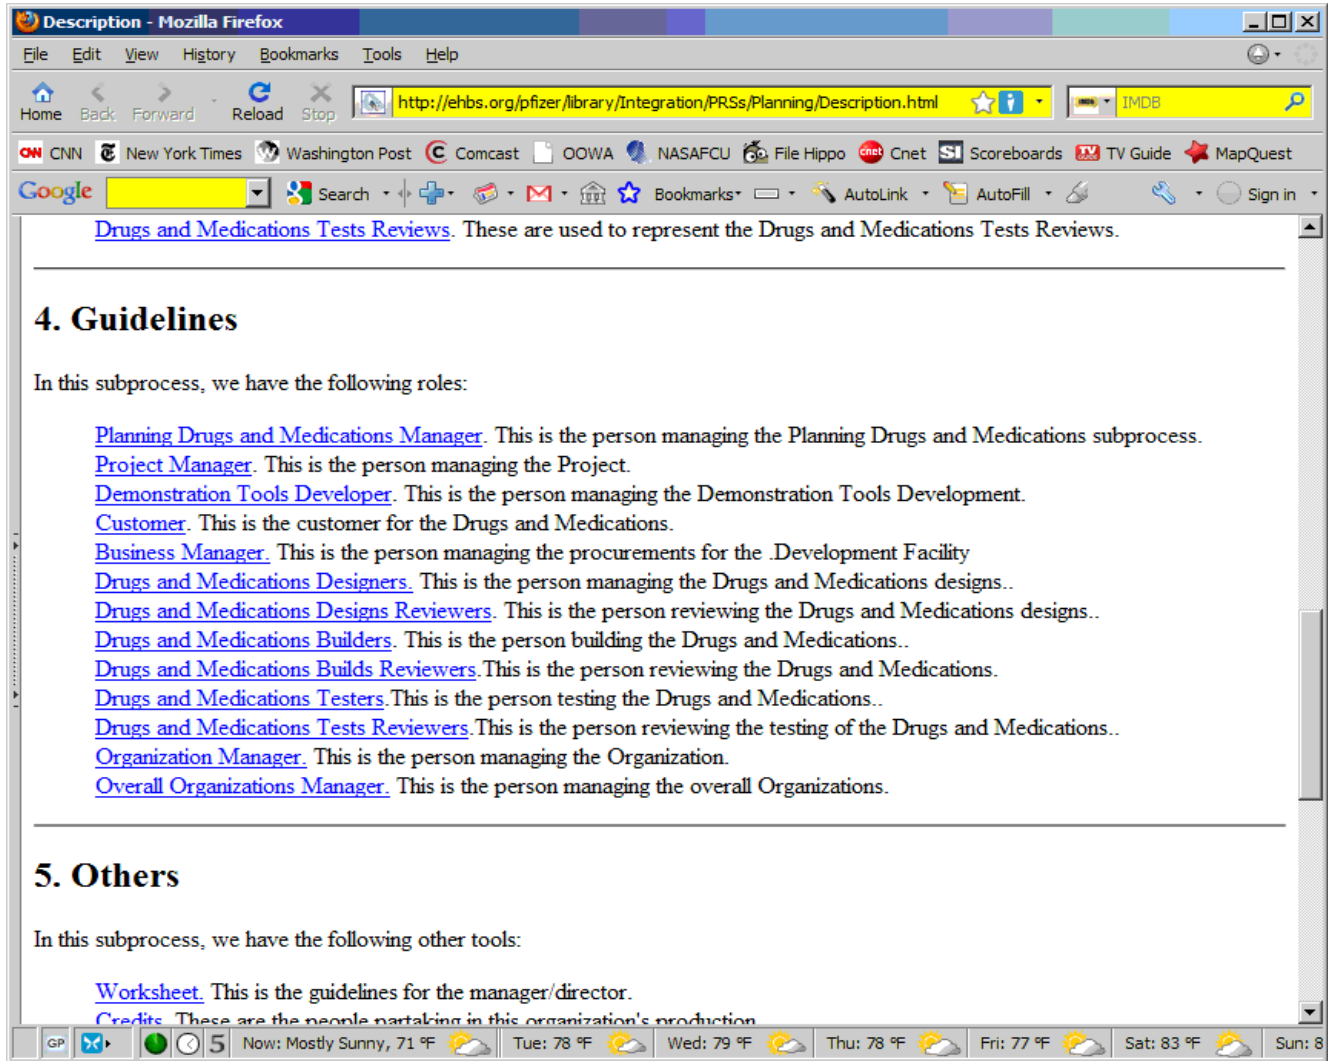 Description - Mozilla Firefox
File Edit View History Bookmarks Tools Help
Home Back Forward Reload Stop http://ehbs.org/pfizer/library/Integration/PRSs/Planning/Description.html IMDB
CNN New York Times Washington Post Comcast OOWA NASAFCU File Hippo Cnet Scoreboards TV Guide MapQuest
Google Search Bookmarks AutoLink AutoFill Sign in
Drugs and Medications Tests Reviews. These are used to represent the Drugs and Medications Tests Reviews.
4. Guidelines
In this subprocess, we have the following roles:
Planning Drugs and Medications Manager. This is the person managing the Planning Drugs and Medications subprocess.
Project Manager. This is the person managing the Project.
Demonstration Tools Developer. This is the person managing the Demonstration Tools Development.
Customer. This is the customer for the Drugs and Medications.
Business Manager. This is the person managing the procurements for the .Development Facility
Drugs and Medications Designers. This is the person managing the Drugs and Medications designs..
Drugs and Medications Designs Reviewers. This is the person reviewing the Drugs and Medications designs..
Drugs and Medications Builders. This is the person building the Drugs and Medications..
Drugs and Medications Builds Reviewers.This is the person reviewing the Drugs and Medications.
Drugs and Medications Testers.This is the person testing the Drugs and Medications..
Drugs and Medications Tests Reviewers.This is the person reviewing the testing of the Drugs and Medications..
Organization Manager. This is the person managing the Organization.
Overall Organizations Manager. This is the person managing the overall Organizations.
5. Others
In this subprocess, we have the following other tools:
Worksheet. This is the guidelines for the manager/director.
Credits. These are the people partaking in this organization's production
GP 5 Now: Mostly Sunny, 71 °F Tue: 78 °F Wed: 79 °F Thu: 78 °F Fri: 77 °F Sat: 83 °F Sun: 8